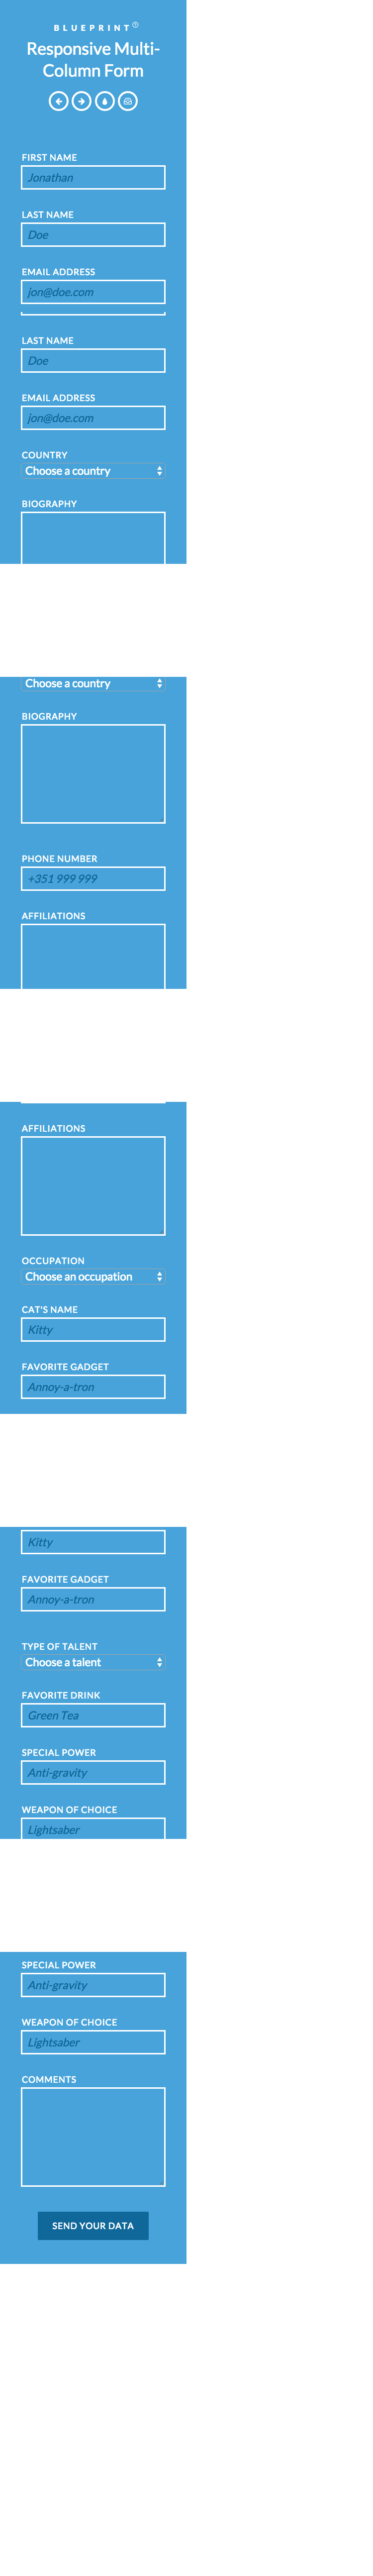 BLUEPRINT
Responsive Multi-
Column Form
FIRST NAME
Jonathan
LAST NAME
Doe
EMAIL ADDRESS
jon@doe.com
LAST NAME
Doe
EMAIL ADDRESS
jon@doe.com
COUNTRY
Choose a country
BIOGRAPHY
Choose a country
BIOGRAPHY
PHONE NUMBER
+351 999 999
AFFILIATIONS
AFFILIATIONS
OCCUPATION
Choose an occupation
CAT'S NAME
Kitty
FAVORITE GADGET
Annoy-a-tron
Kitty
FAVORITE GADGET
Annoy-a-tron
TYPE OF TALENT
Choose a talent
FAVORITE DRINK
Green Tea
SPECIAL POWER
Anti-gravity
WEAPON OF CHOICE
Lightsaber
SPECIAL POWER
Anti-gravity
WEAPON OF CHOICE
Lightsaber
COMMENTS
SEND YOUR DATA